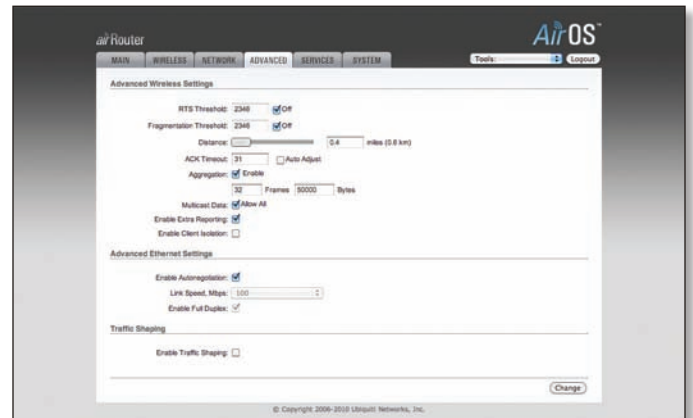 airRouter
AirOS™
MAIN WIRELESS NETWORK ADVANCED SERVICES SYSTEM Tools: Logout
Advanced Wireless Settings
RTS Threshold: 2346 Off
Fragmentation Threshold: 2346 Off
Distance: 0.4 miles (0.6 km)
ACK Timeout: 31 Auto Adjust
Aggregation: Enable
32 Frames 50000 Bytes
Multicast Data: Allow All
Enable Extra Reporting:
Enable Client Isolation:
Advanced Ethernet Settings
Enable Autonegotiation:
Link Speed, Mbps: 100
Enable Full Duplex:
Traffic Shaping
Enable Traffic Shaping:
Change
© Copyright 2006-2010 Ubiquiti Networks, Inc.